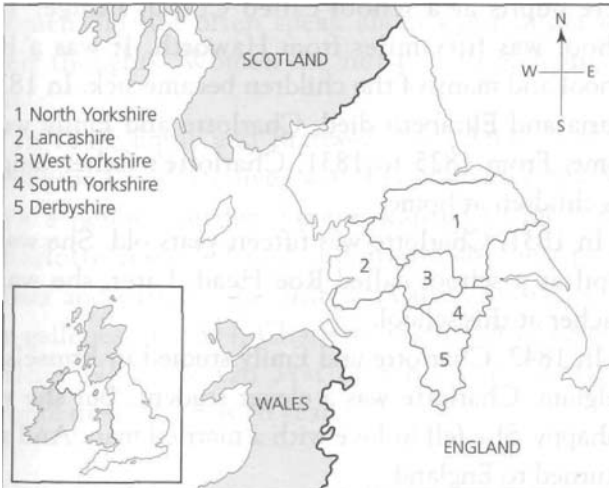 SCOTLAND
N
W
E
S
1 North Yorkshire
2 Lancashire
3 West Yorkshire
4 South Yorkshire
5 Derbyshire
1
2
3
4
5
WALES
ENGLAND